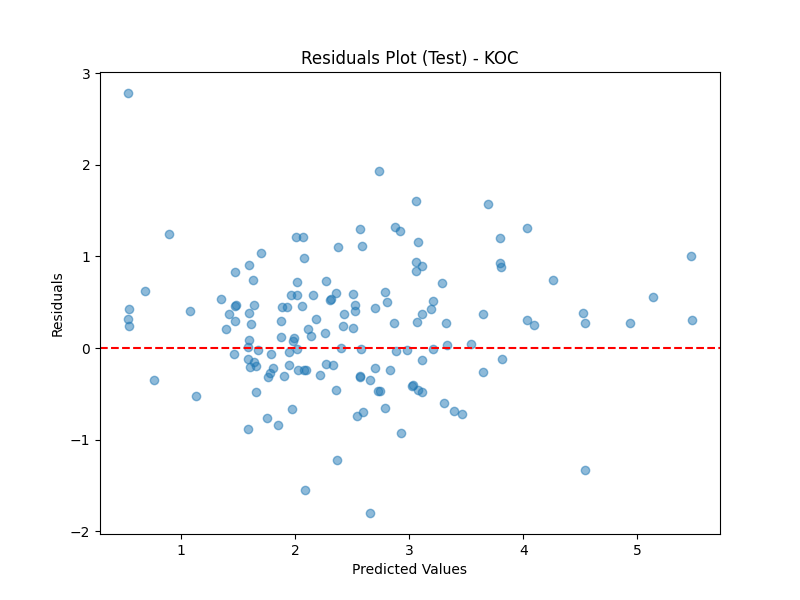 Residuals Plot (Test) - KOC
3
2
1
0
−1
−2
Residuals
1 2 3 4 5
Predicted Values